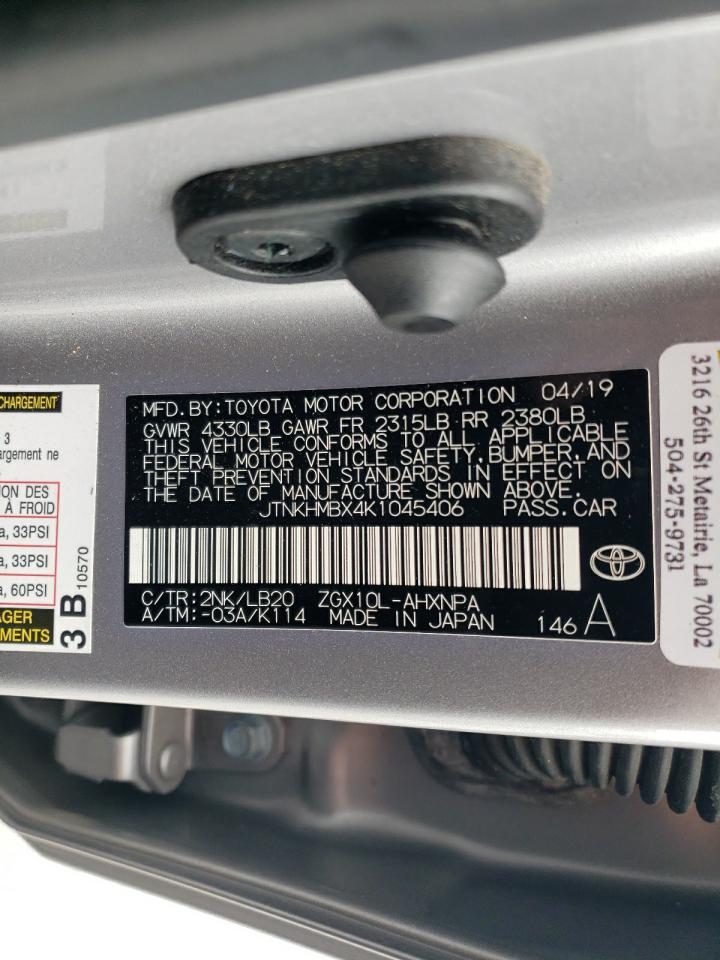 CHARGEMENT
3
argement ne
ION DES
À FROID
a, 33PSI
a, 33PSI
a, 60PSI
AGER
EMENTS
3 B 10570
MFD. BY: TOYOTA MOTOR CORPORATION 04/19
GVWR 4330LB GAWR FR 2315LB RR 2380LB
THIS VEHICLE CONFORMS TO ALL APPLICABLE
FEDERAL MOTOR VEHICLE SAFETY, BUMPER, AND
THEFT PREVENTION STANDARDS IN EFFECT ON
THE DATE OF MANUFACTURE SHOWN ABOVE.
JTNKHMBX4K1045406 PASS. CAR
C/TR: 2NK/LB20 ZGX10L-AHXNPA
A/TM: -03A/K114 MADE IN JAPAN 146 A
3216 26th St Metairie, La 70002
504-275-9731